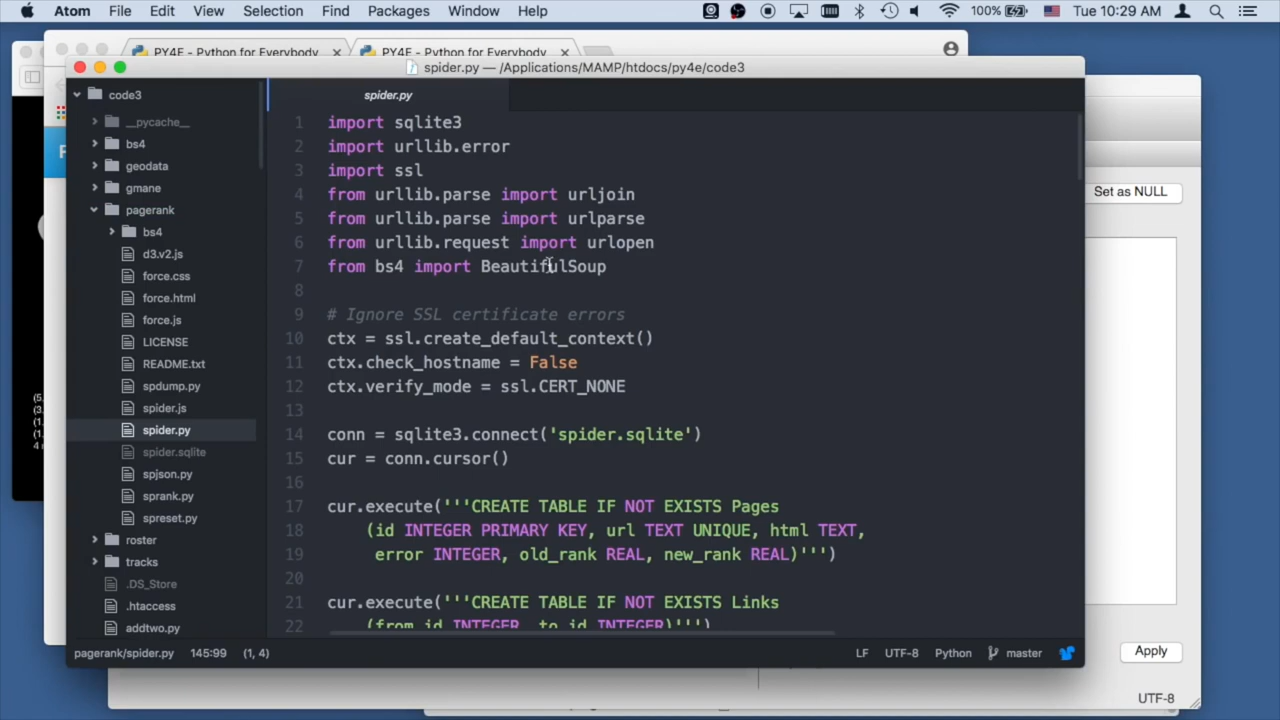 Atom File Edit View Selection Find Packages Window Help 100% Tue 10:29 AM
PY4E - Python for Everybody PY4E - Python for Everybody
spider.py — /Applications/MAMP/htdocs/py4e/code3
code3
__pycache__
bs4
geodata
gmane
pagerank
bs4
d3.v2.js
force.css
force.html
force.js
LICENSE
README.txt
spdump.py
spider.js
spider.py
spider.sqlite
spjson.py
sprank.py
spreset.py
roster
tracks
.DS_Store
.htaccess
addtwo.py
spider.py
1 import sqlite3
2 import urllib.error
3 import ssl
4 from urllib.parse import urljoin
5 from urllib.parse import urlparse
6 from urllib.request import urlopen
7 from bs4 import BeautifulSoup
8
9 # Ignore SSL certificate errors
10 ctx = ssl.create_default_context()
11 ctx.check_hostname = False
12 ctx.verify_mode = ssl.CERT_NONE
13
14 conn = sqlite3.connect('spider.sqlite')
15 cur = conn.cursor()
16
17 cur.execute('''CREATE TABLE IF NOT EXISTS Pages
18 (id INTEGER PRIMARY KEY, url TEXT UNIQUE, html TEXT,
19 error INTEGER, old_rank REAL, new_rank REAL)''')
20
21 cur.execute('''CREATE TABLE IF NOT EXISTS Links
22 (from_id INTEGER, to_id INTEGER)''')
pagerank/spider.py 145:99 (1, 4) LF UTF-8 Python master
Set as NULL
Apply
UTF-8